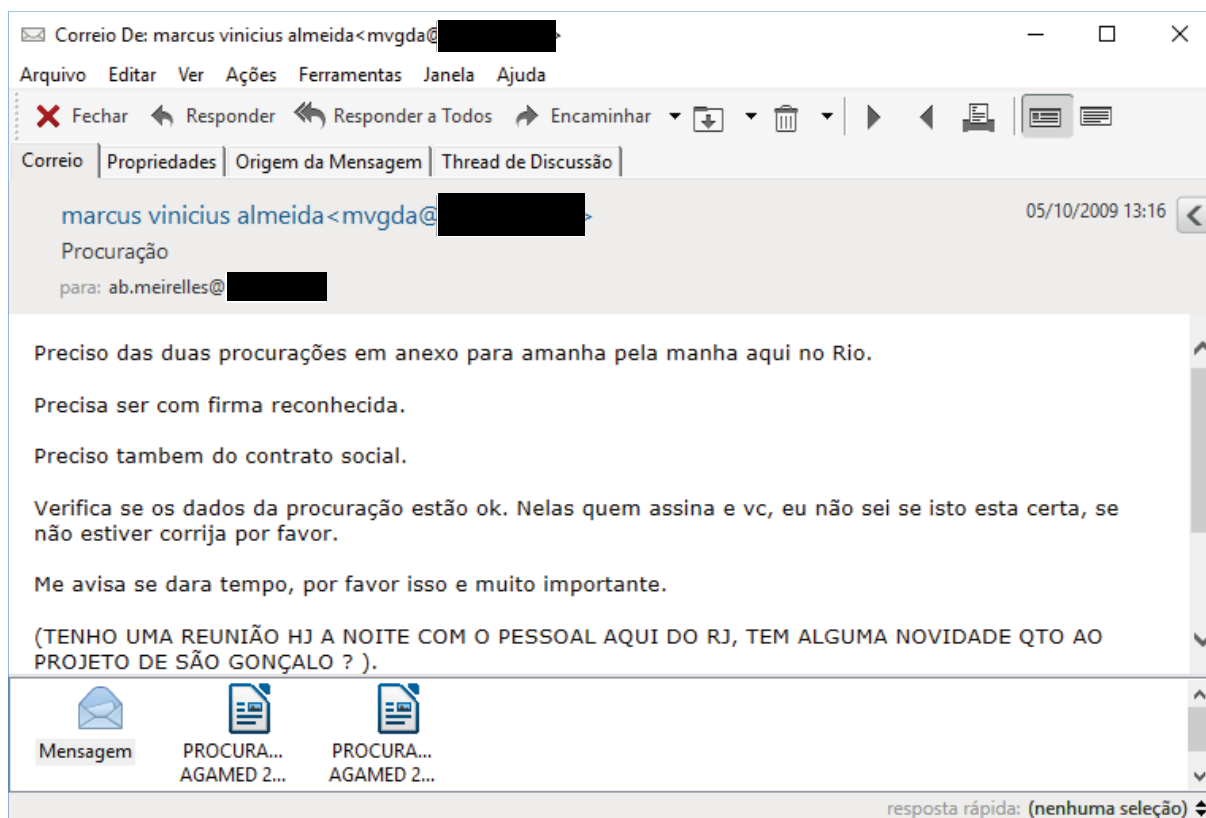 Correio De: marcus vinicius almeida<mvgda@ >
Arquivo Editar Ver Ações Ferramentas Janela Ajuda
Fechar Responder Responder a Todos Encaminhar
Correio Propriedades Origem da Mensagem Thread de Discussão
marcus vinicius almeida<mvgda@ > 05/10/2009 13:16
Procuração
para: ab.meirelles@
Preciso das duas procurações em anexo para amanha pela manha aqui no Rio.
Precisa ser com firma reconhecida.
Preciso tambem do contrato social.
Verifica se os dados da procuração estão ok. Nelas quem assina e vc, eu não sei se isto esta certa, se
não estiver corrija por favor.
Me avisa se dara tempo, por favor isso e muito importante.
(TENHO UMA REUNIÃO HJ A NOITE COM O PESSOAL AQUI DO RJ, TEM ALGUMA NOVIDADE QTO AO
PROJETO DE SÃO GONÇALO ? ).
Mensagem PROCURA... PROCURA...
AGAMED 2... AGAMED 2...
resposta rápida: (nenhuma seleção)